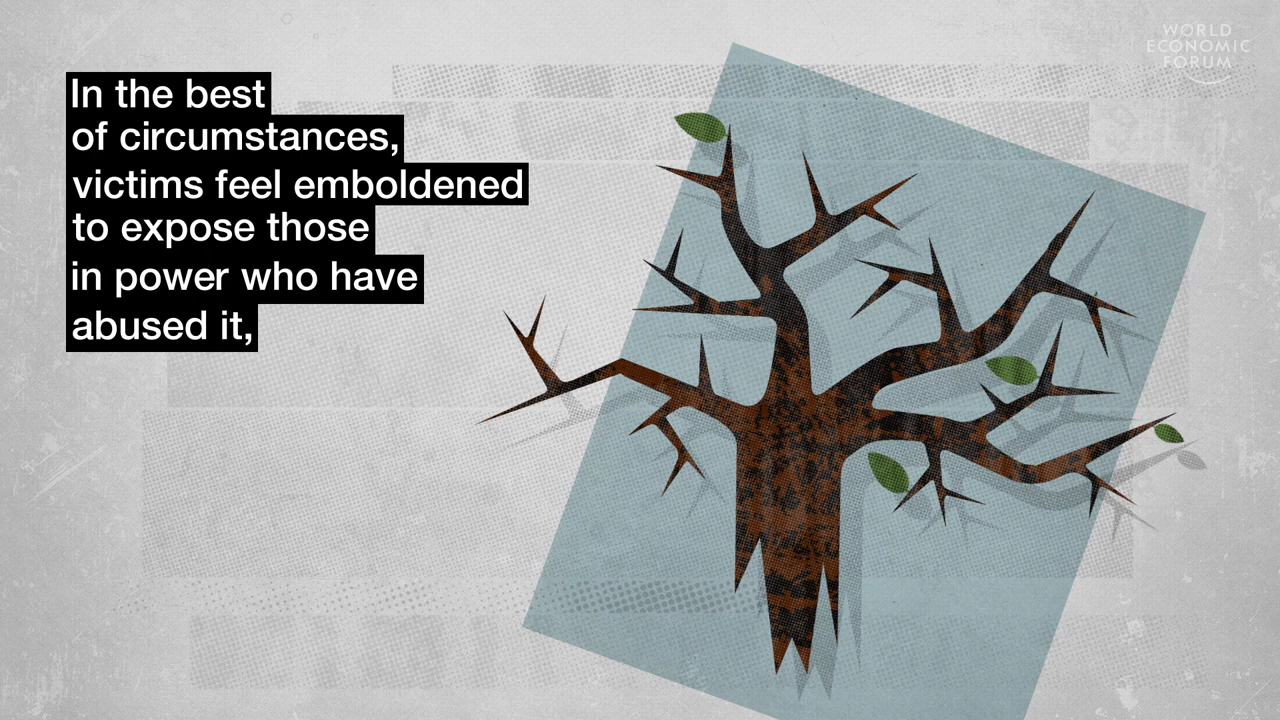 In the best
of circumstances,
victims feel emboldened
to expose those
in power who have
abused it,
WORLD
ECONOMIC
FORUM